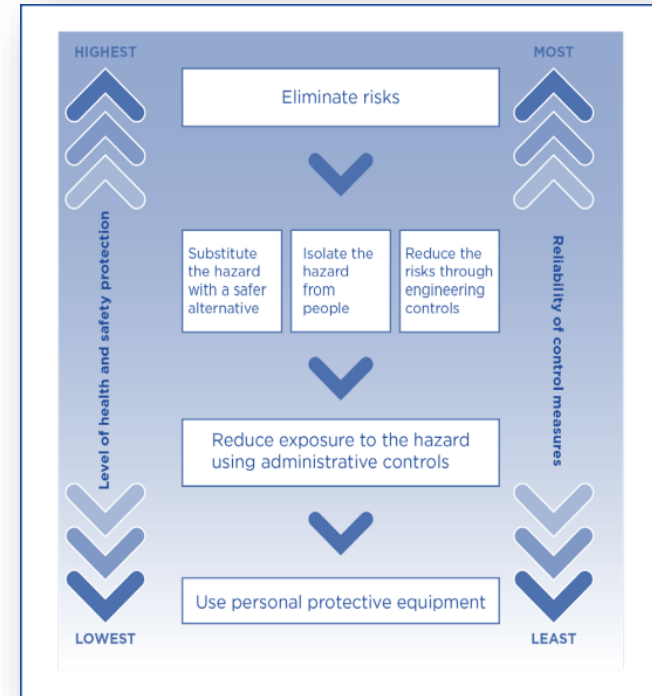 HIGHEST
MOST
Eliminate risks
Substitute
the hazard
with a safer
alternative
Isolate the
hazard
from
people
Reduce the
risks through
engineering
controls
Level of health and safety protection
Reliability of control measures
Reduce exposure to the hazard
using administrative controls
Use personal protective equipment
LOWEST
LEAST